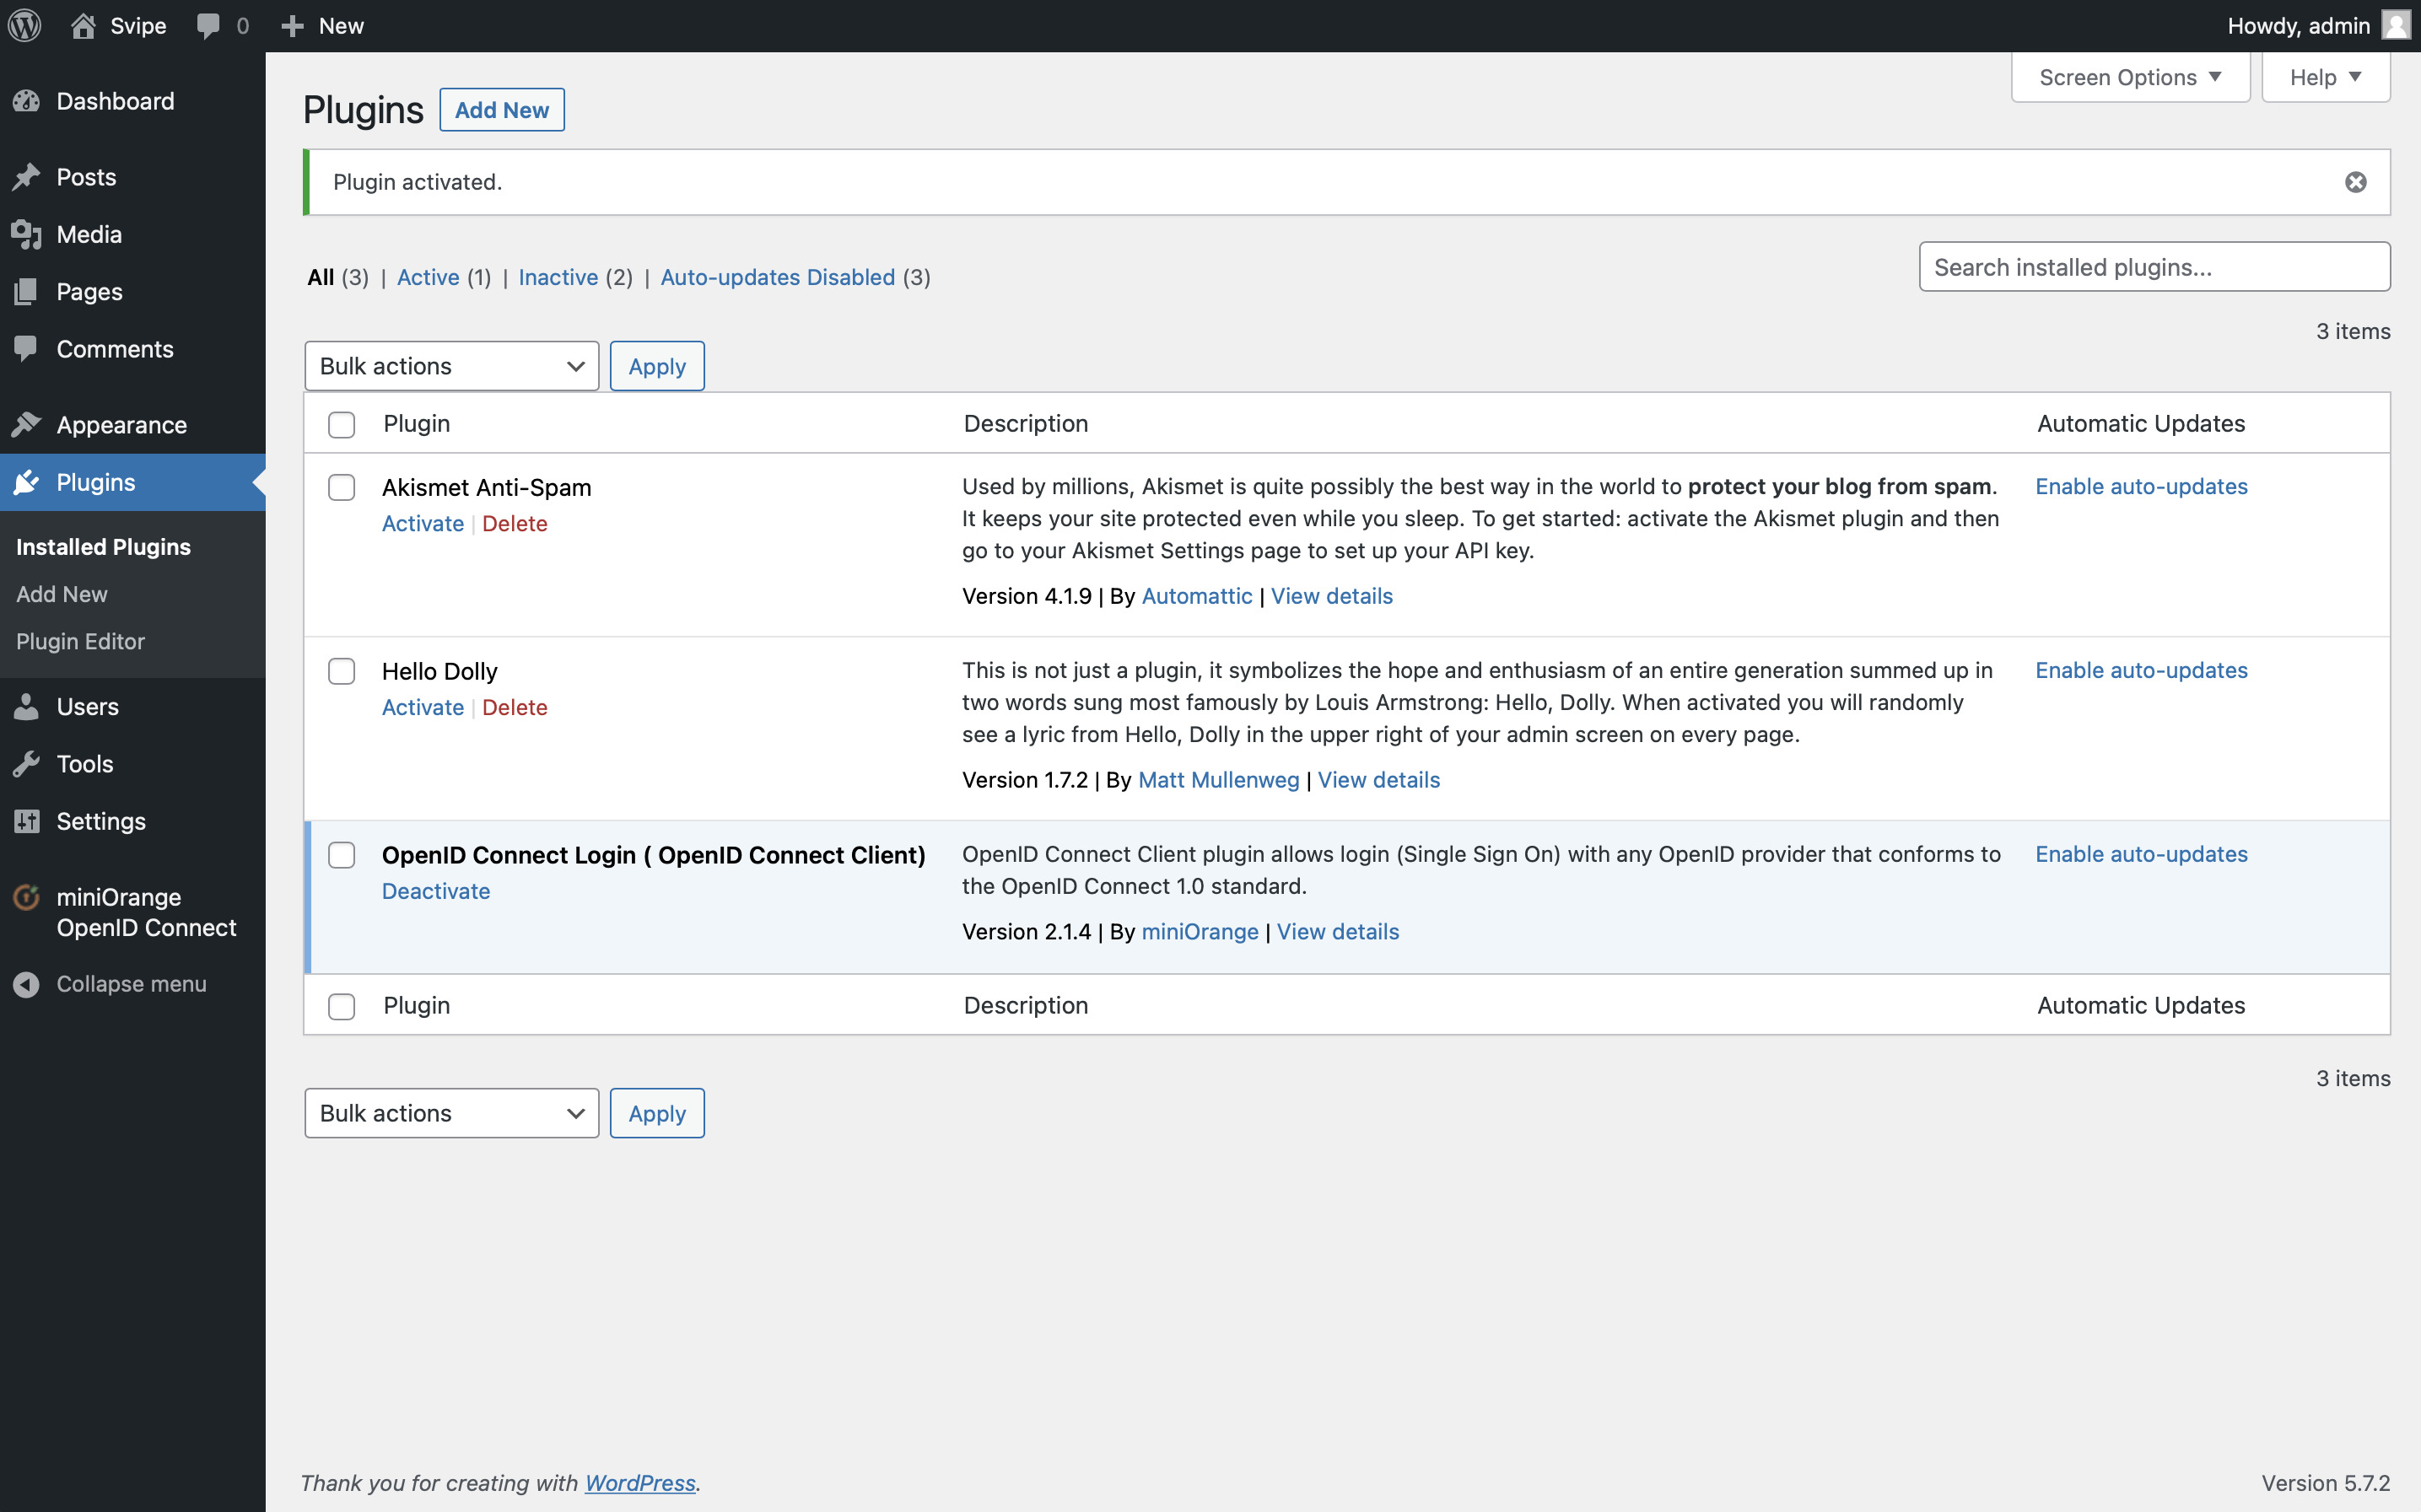 Svipe
0
New
Howdy, admin
Dashboard
Posts
Media
Pages
Comments
Appearance
Plugins
Installed Plugins
Add New
Plugin Editor
Users
Tools
Settings
miniOrange
OpenID Connect
Collapse menu
Screen Options
Help
Plugins
Add New
Plugin activated.
All (3) | Active (1) | Inactive (2) | Auto-updates Disabled (3)
Search installed plugins...
3 items
Bulk actions
Apply
Plugin
Description
Automatic Updates
Akismet Anti-Spam
Activate | Delete
Used by millions, Akismet is quite possibly the best way in the world to protect your blog from spam.
It keeps your site protected even while you sleep. To get started: activate the Akismet plugin and then
go to your Akismet Settings page to set up your API key.
Version 4.1.9 | By Automattic | View details
Enable auto-updates
Hello Dolly
Activate | Delete
This is not just a plugin, it symbolizes the hope and enthusiasm of an entire generation summed up in
two words sung most famously by Louis Armstrong: Hello, Dolly. When activated you will randomly
see a lyric from Hello, Dolly in the upper right of your admin screen on every page.
Version 1.7.2 | By Matt Mullenweg | View details
Enable auto-updates
OpenID Connect Login ( OpenID Connect Client)
Deactivate
OpenID Connect Client plugin allows login (Single Sign On) with any OpenID provider that conforms to
the OpenID Connect 1.0 standard.
Version 2.1.4 | By miniOrange | View details
Enable auto-updates
Plugin
Description
Automatic Updates
3 items
Bulk actions
Apply
Thank you for creating with WordPress.
Version 5.7.2